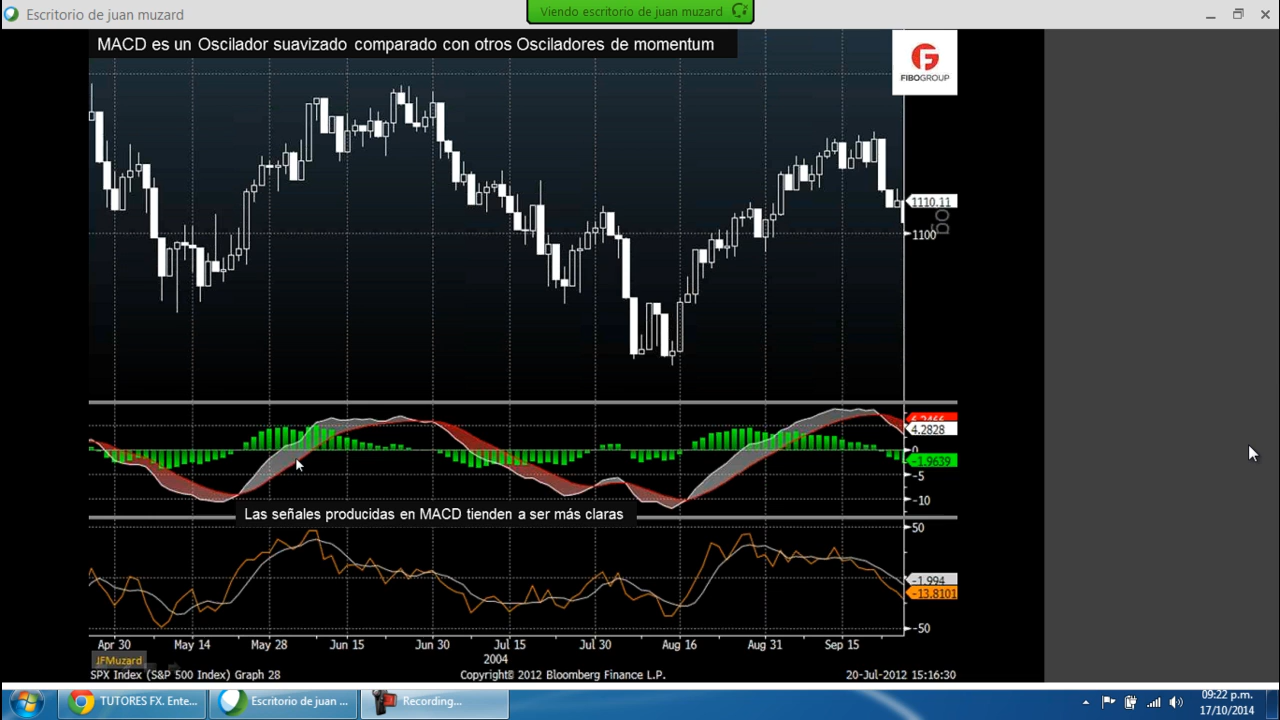 Escritorio de juan muzard
Viendo escritorio de juan muzard
MACD es un Oscilador suavizado comparado con otros Osciladores de momentum
FIBOGROUP
1110.11
1100
6.2466
4.2828
0
-1.9639
-5
-10
Las señales producidas en MACD tienden a ser más claras
50
-1.994
-13.8101
-50
Apr 30 May 14 May 28 Jun 15 Jun 30 Jul 15 Jul 30 Aug 16 Aug 31 Sep 15
2004
JFMuzard
SPX Index (S&P 500 Index) Graph 28 Copyright© 2012 Bloomberg Finance L.P. 20-Jul-2012 15:16:30
TUTORES FX. Ente... Escritorio de juan ... Recording...
09:22 p.m.
17/10/2014